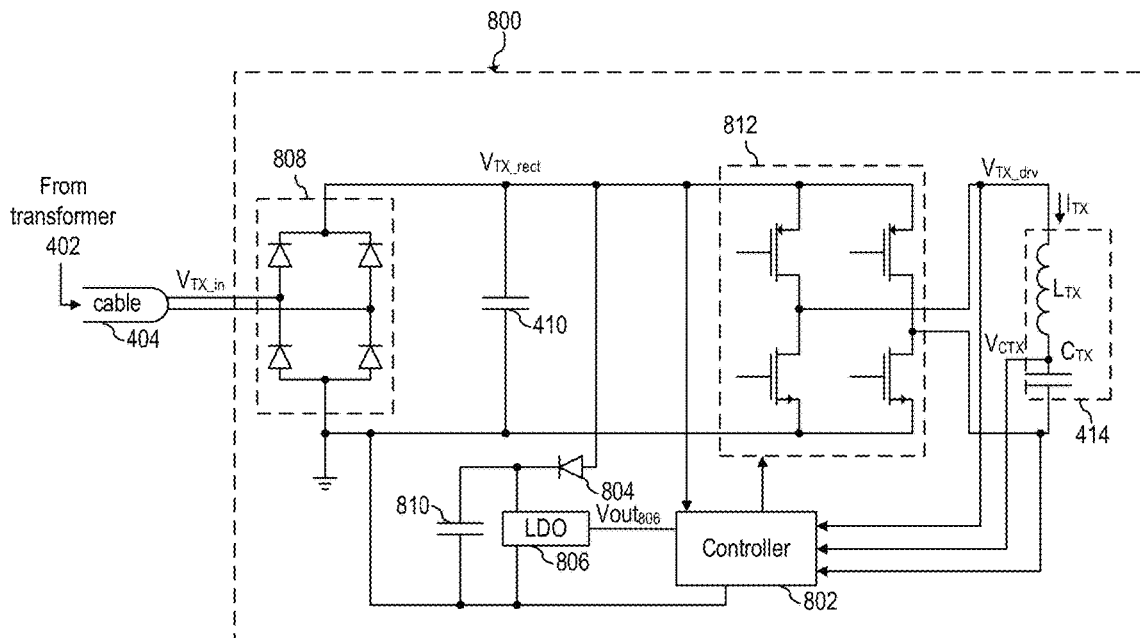 800
808
V_TX_rect
812
V_TX_drv
I_TX
From
transformer
402
V_TX_in
cable
404
410
L_TX
V_CTX
C_TX
414
804
810
LDO
Vout_806
806
Controller
802